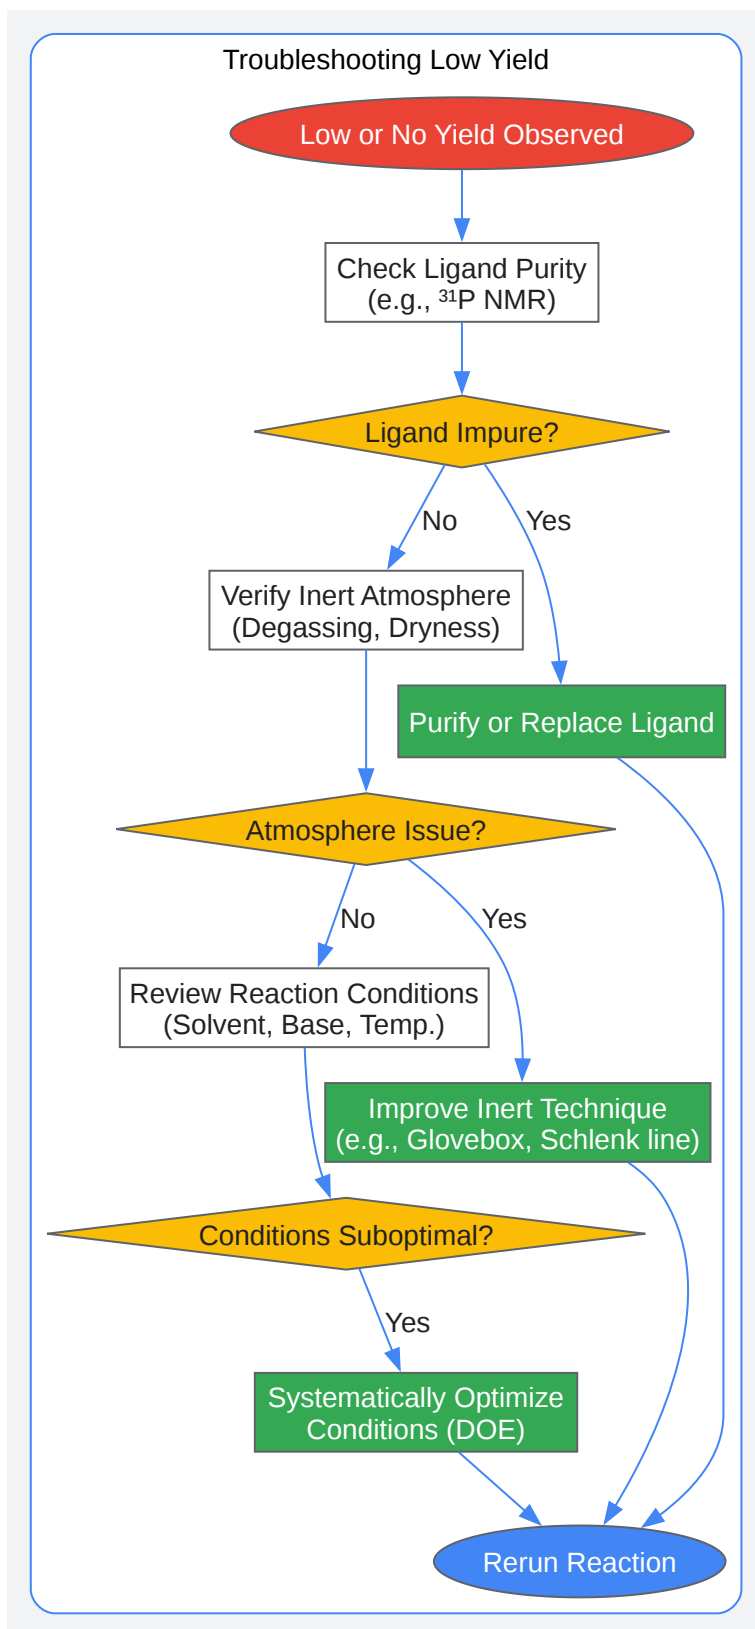 Troubleshooting Low Yield
Low or No Yield Observed
Check Ligand Purity
(e.g., ³¹P NMR)
Ligand Impure?
No
Yes
Verify Inert Atmosphere
(Degassing, Dryness)
Purify or Replace Ligand
Atmosphere Issue?
No
Yes
Review Reaction Conditions
(Solvent, Base, Temp.)
Improve Inert Technique
(e.g., Glovebox, Schlenk line)
Conditions Suboptimal?
Yes
Systematically Optimize
Conditions (DOE)
Rerun Reaction